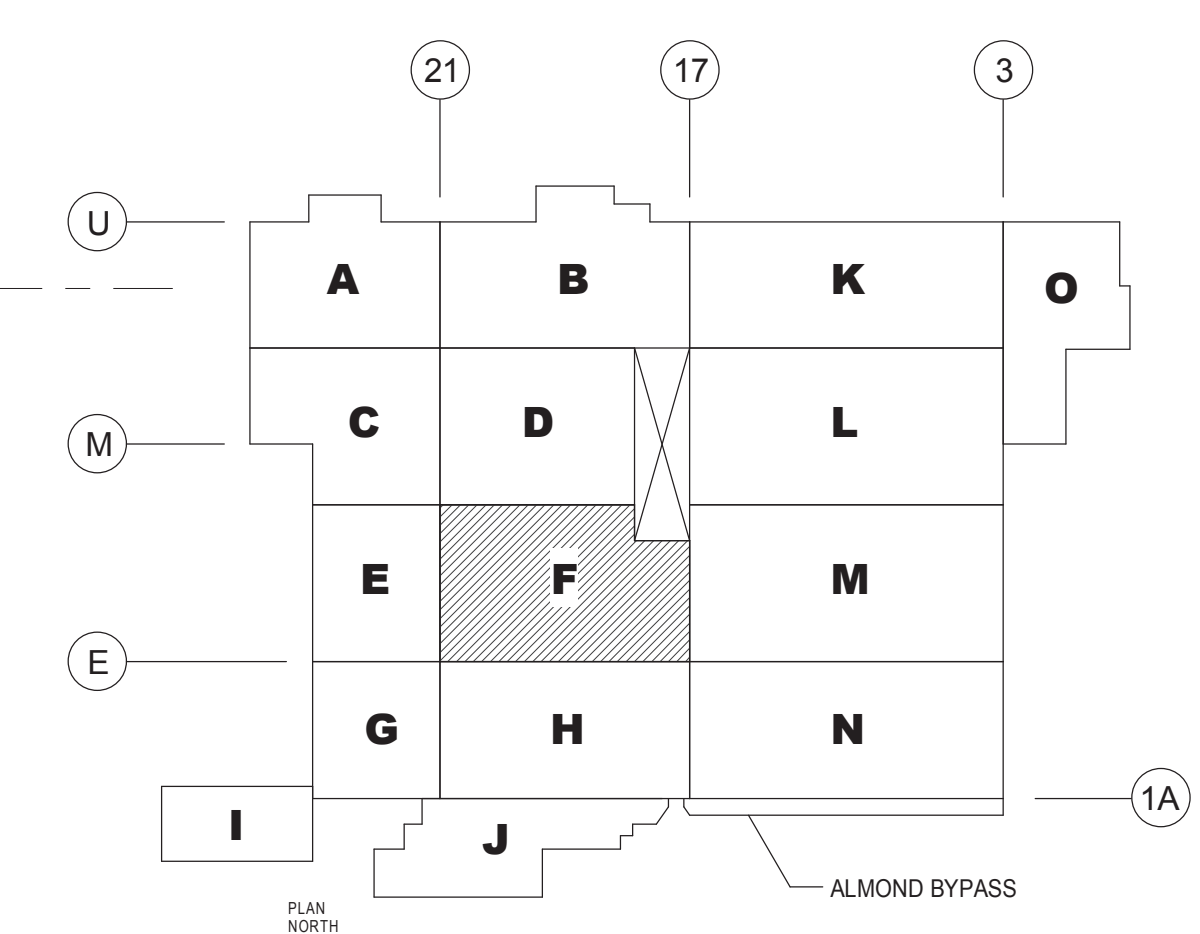 21 17 3
U
A B K O
M
C D L
E F M
E
G H N
1A
I J
ALMOND BYPASS
PLAN
NORTH